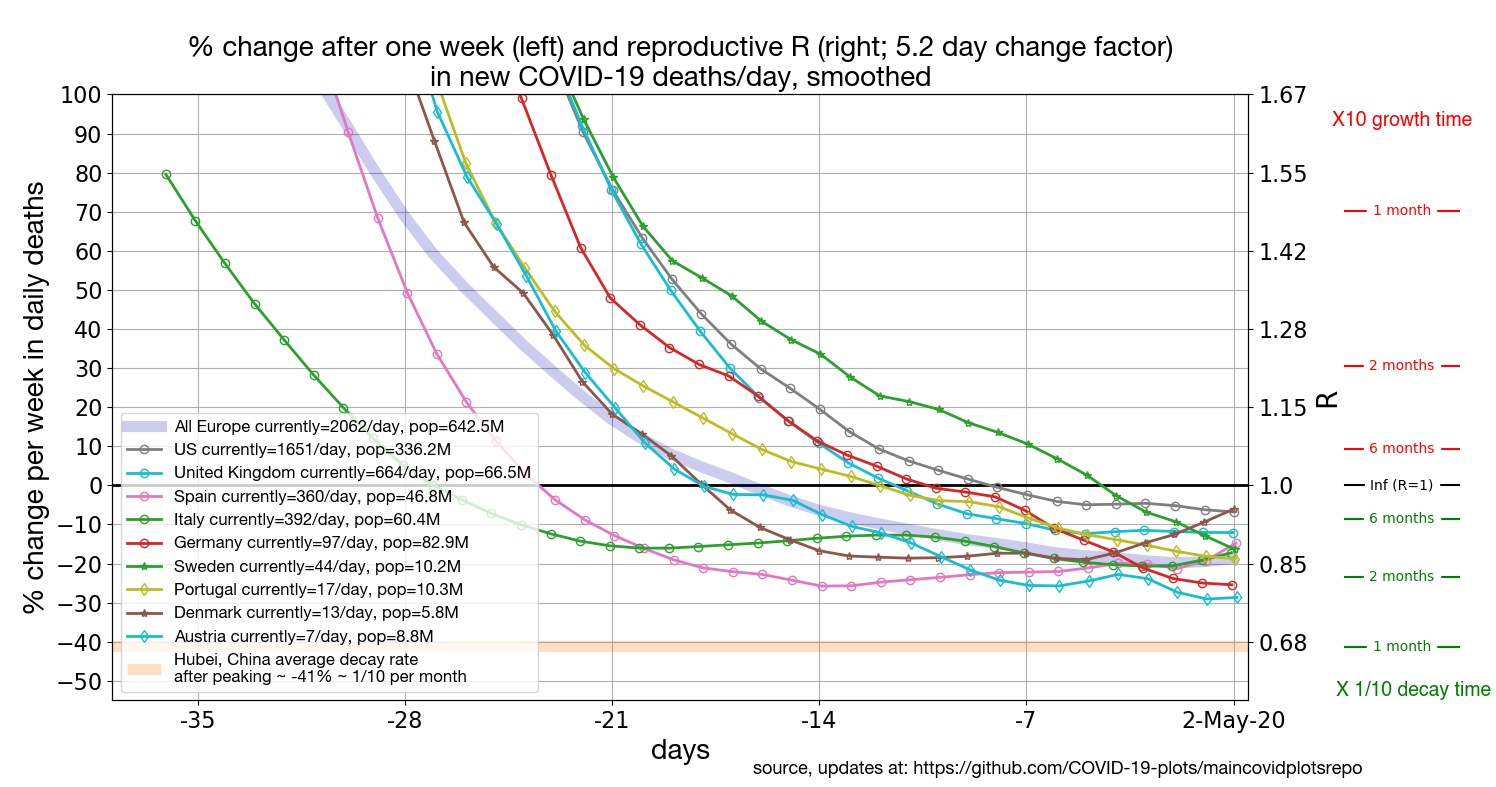 % change after one week (left) and reproductive R (right; 5.2 day change factor)
in new COVID-19 deaths/day, smoothed
% change per week in daily deaths
100
90
80
70
60
50
40
30
20
10
0
−10
−20
−30
−40
−50
All Europe currently=2062/day, pop=642.5M
US currently=1651/day, pop=336.2M
United Kingdom currently=664/day, pop=66.5M
Spain currently=360/day, pop=46.8M
Italy currently=392/day, pop=60.4M
Germany currently=97/day, pop=82.9M
Sweden currently=44/day, pop=10.2M
Portugal currently=17/day, pop=10.3M
Denmark currently=13/day, pop=5.8M
Austria currently=7/day, pop=8.8M
Hubei, China average decay rate
after peaking ~ -41% ~ 1/10 per month
1.67
1.55
1.42
1.28
1.15
1.0
0.85
0.68
R
X10 growth time
1 month
2 months
6 months
Inf (R=1)
6 months
2 months
1 month
X 1/10 decay time
-35 -28 -21 -14 -7 2-May-20
days
source, updates at: https://github.com/COVID-19-plots/maincovidplotsrepo